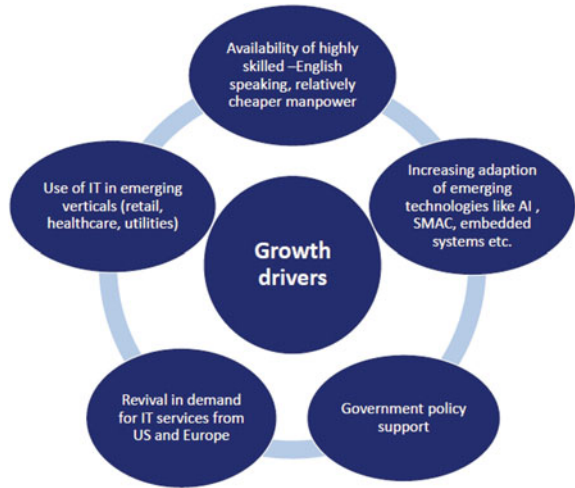 Availability of highly
skilled –English
speaking, relatively
cheaper manpower
Increasing adaption
of emerging
technologies like AI ,
SMAC, embedded
systems etc.
Government policy
support
Revival in demand
for IT services from
US and Europe
Use of IT in emerging
verticals (retail,
healthcare, utilities)
Growth
drivers